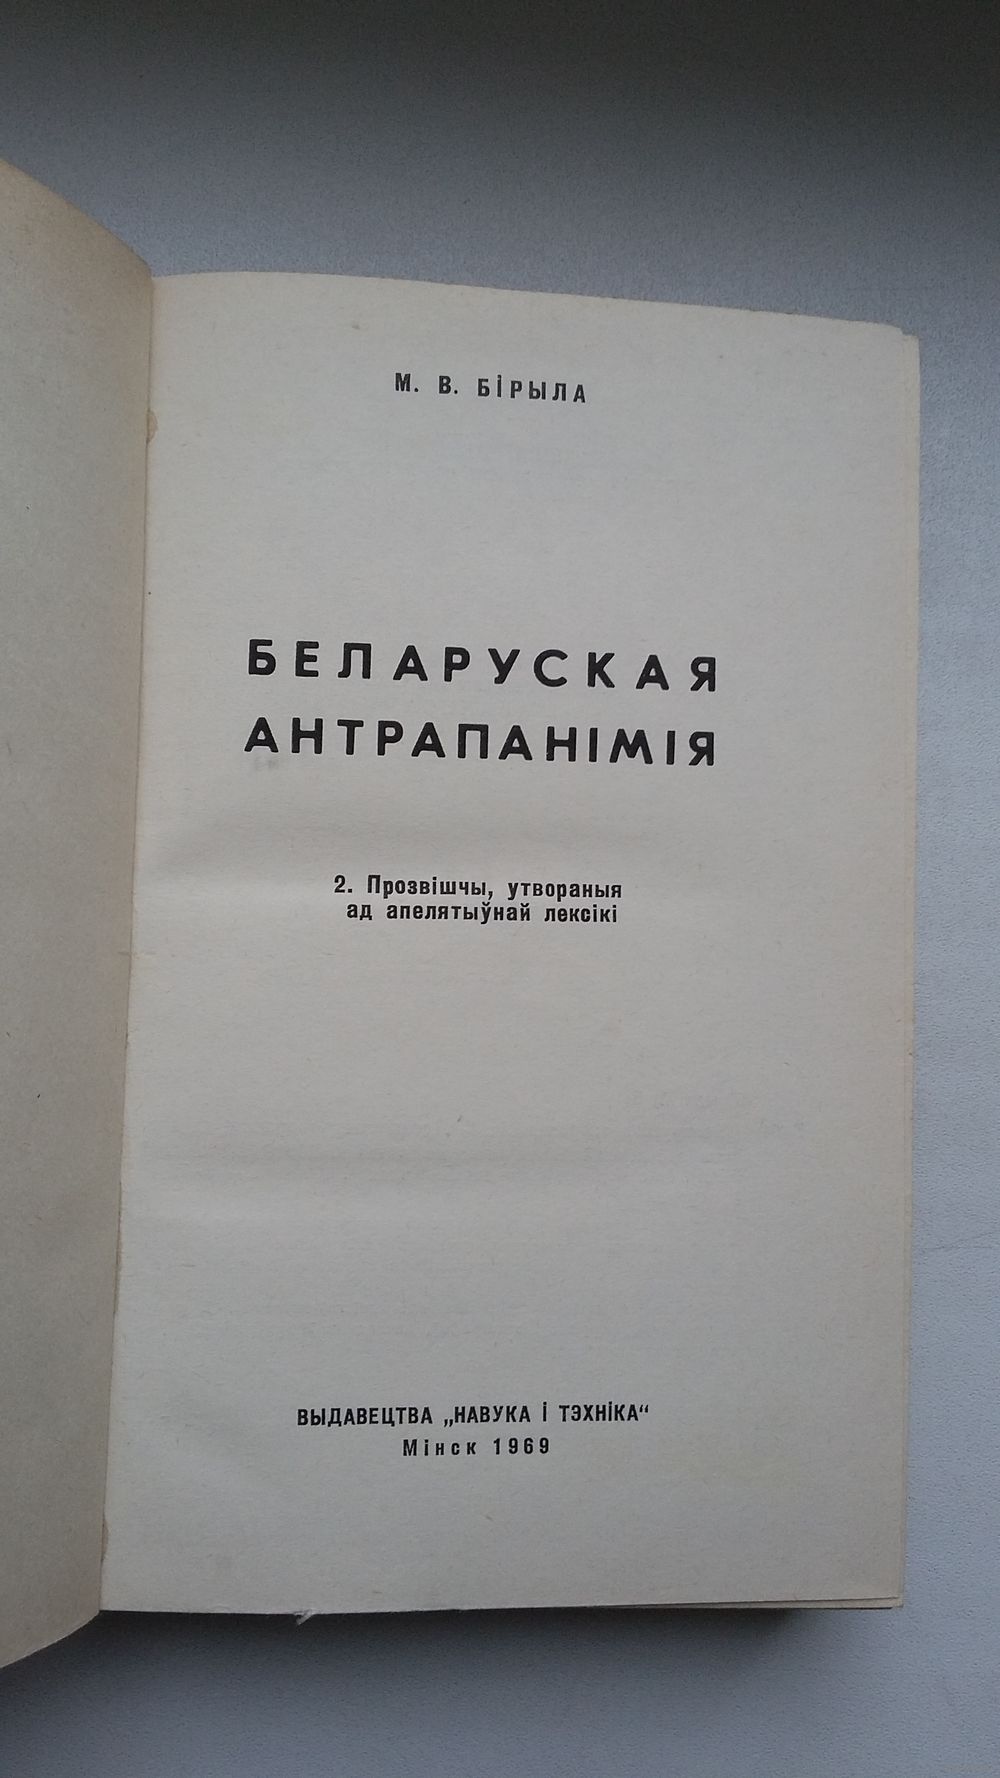 М. В. БІРЫЛА
БЕЛАРУСКАЯ
АНТРАПАНІМІЯ
2. Прозвішчы, утвораныя
ад апелятыўнай лексікі
ВЫДАВЕЦТВА „НАВУКА І ТЭХНІКА“
Мінск 1969